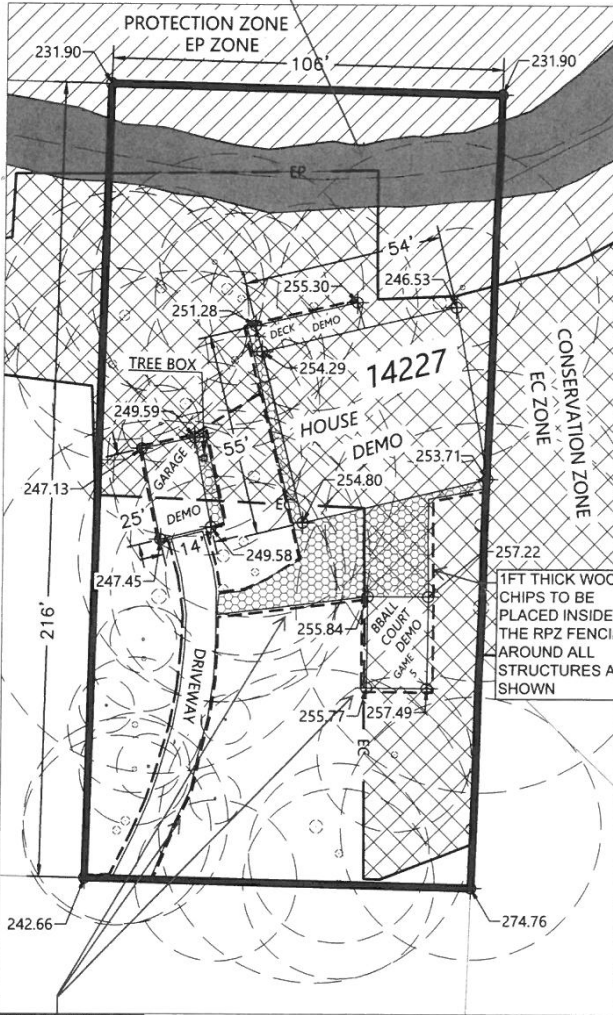 PROTECTION ZONE
EP ZONE
231.90
106'
231.90
EP
54'
255.30
246.53
251.28
DECK DEMO
TREE BOX
254.29
14227
CONSERVATION ZONE
EC ZONE
249.59
HOUSE
DEMO
55'
GARAGE
253.71
247.13
254.80
25'
DEMO
14'
249.58
257.22
247.45
1FT THICK WOO
CHIPS TO BE
PLACED INSIDE
THE RPZ FENCI
AROUND ALL
STRUCTURES A
SHOWN
216'
255.84
BBALL
COURT
DEMO
GAME
S
DRIVEWAY
255.77
257.49
EC
242.66
274.76